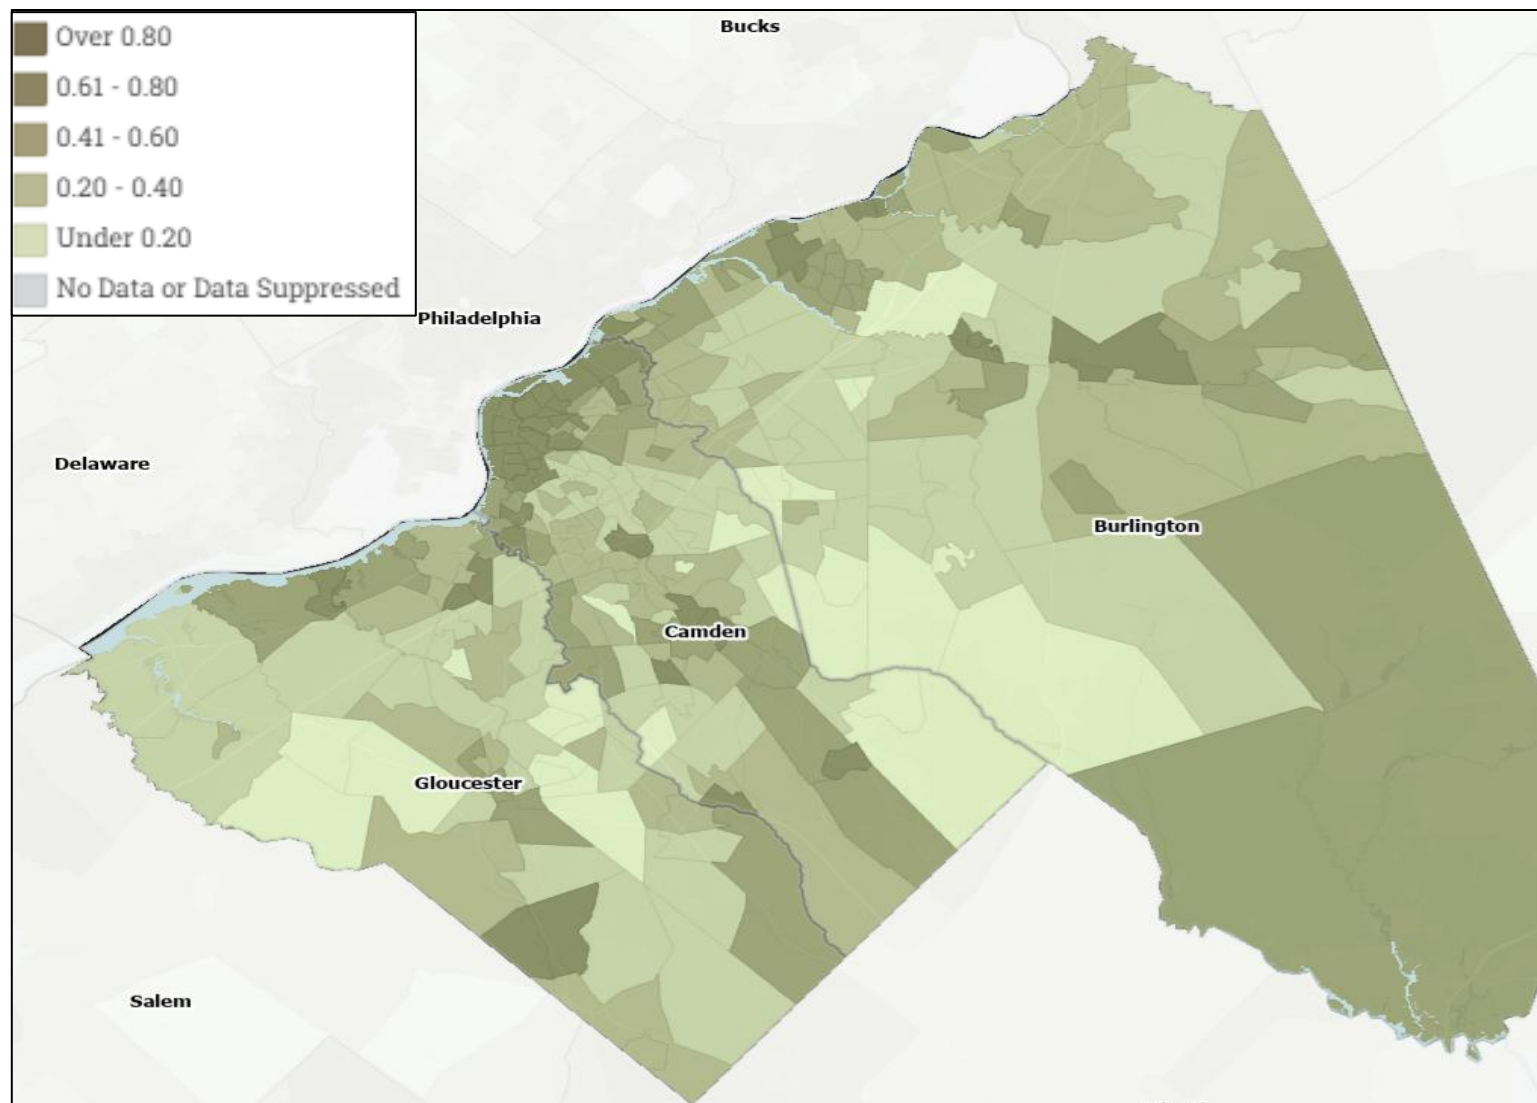 Over 0.80
0.61 - 0.80
0.41 - 0.60
0.20 - 0.40
Under 0.20
No Data or Data Suppressed
Bucks
Philadelphia
Delaware
Burlington
Camden
Gloucester
Salem